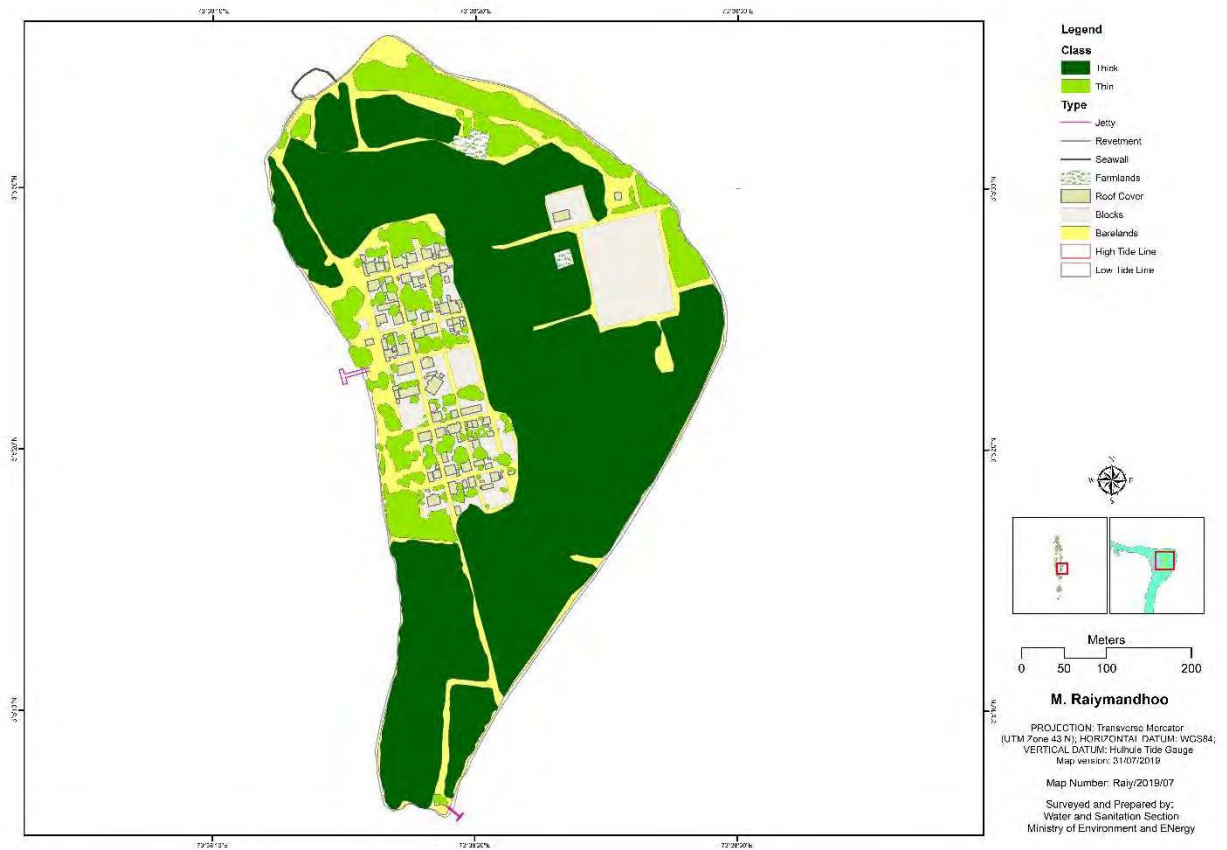 Legend
Class
Thick
Thin
Type
Jetty
Revetment
Seawall
Farmlands
Roof Cover
Blocks
Barelands
High Tide Line
Low Tide Line
N
W
S
Meters
0 50 100 200
M. Raiymandhoo
PROJECTION: Transverse Mercator
(UTM Zone 43 N); HORIZONTAL DATUM: WGS84;
VERTICAL DATUM: Hulhule Tide Gauge
Map version: 31/07/2019
Map Number: Raiy/2019/07
Surveyed and Prepared by:
Water and Sanitation Section
Ministry of Environment and ENergy